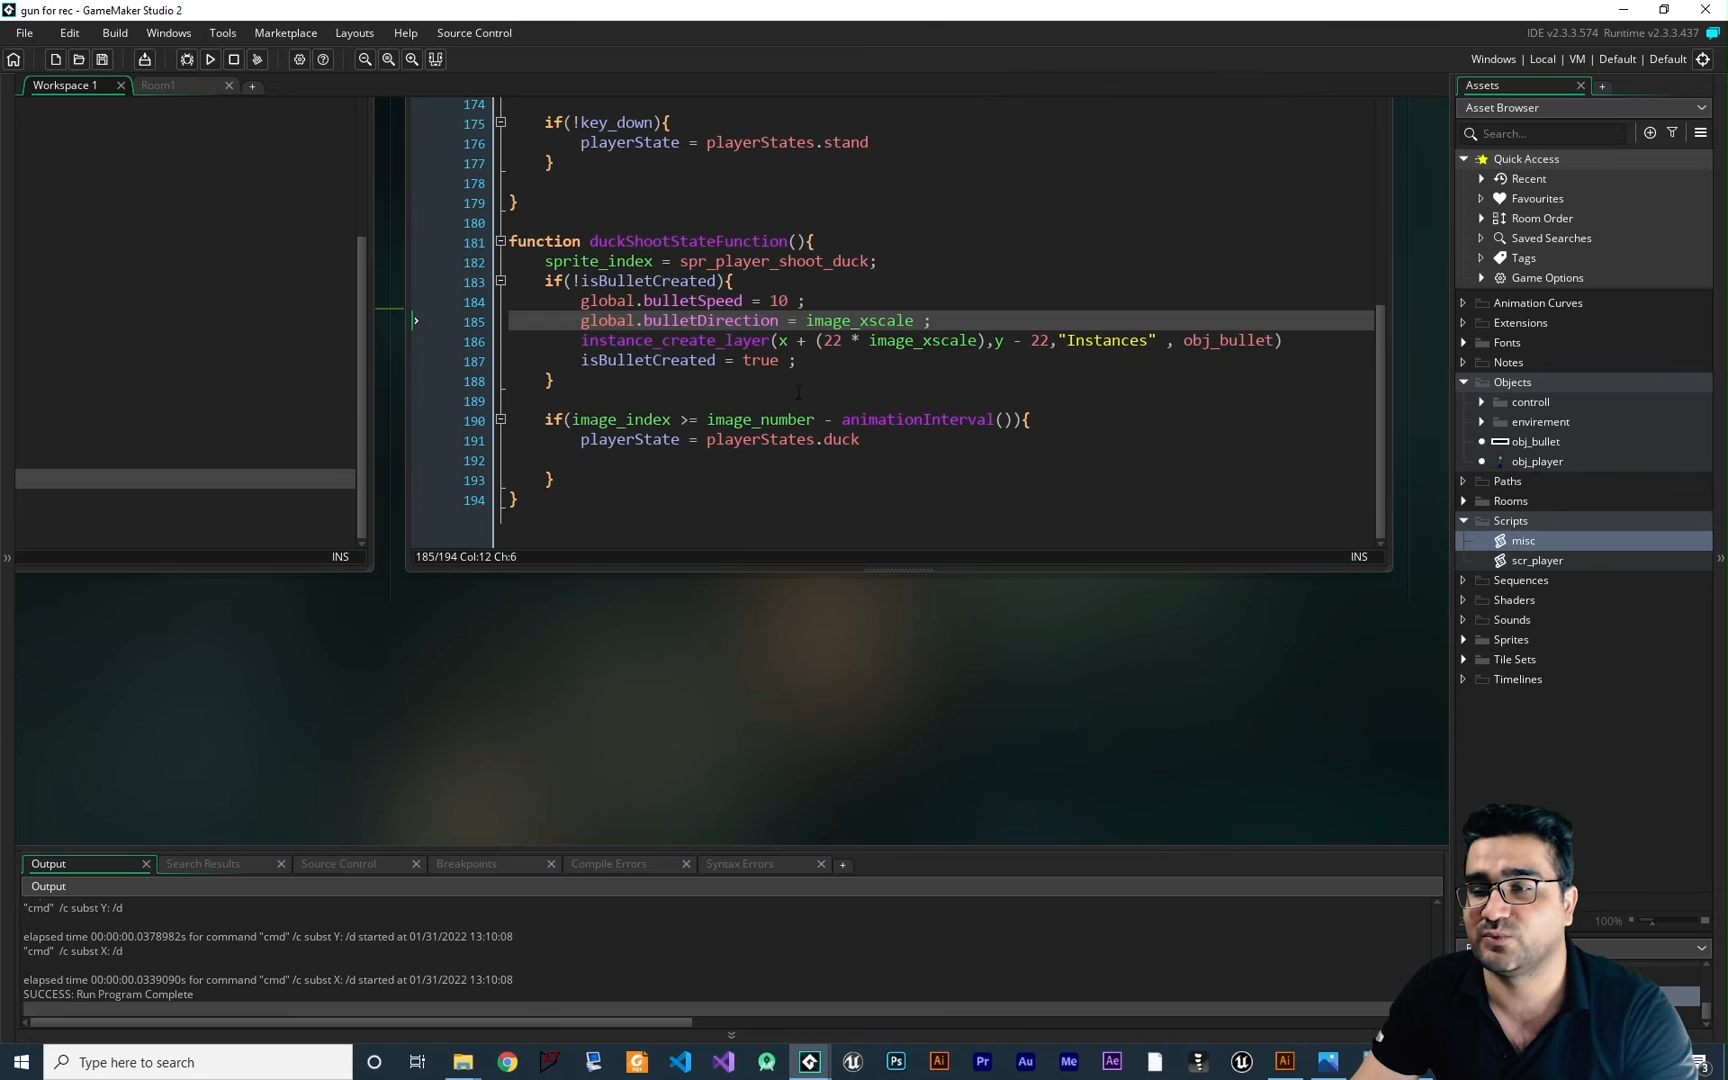 gun for rec - GameMaker Studio 2
File Edit Build Windows Tools Marketplace Layouts Help Source Control
IDE v2.3.3.574 Runtime v2.3.3.437
Windows | Local | VM | Default | Default
Workspace 1
Room1
174
175 if(!key_down){
176 playerState = playerStates.stand
177 }
178
179 }
180
181 function duckShootStateFunction(){
182 sprite_index = spr_player_shoot_duck;
183 if(!isBulletCreated){
184 global.bulletSpeed = 10 ;
185 global.bulletDirection = image_xscale ;
186 instance_create_layer(x + (22 * image_xscale),y - 22,"Instances" , obj_bullet)
187 isBulletCreated = true ;
188 }
189
190 if(image_index >= image_number - animationInterval()){
191 playerState = playerStates.duck
192
193 }
194 }
INS
185/194 Col:12 Ch:6
INS
Assets
Asset Browser
Search...
Quick Access
Recent
Favourites
Room Order
Saved Searches
Tags
Game Options
Animation Curves
Extensions
Fonts
Notes
Objects
controll
envirement
obj_bullet
obj_player
Paths
Rooms
Scripts
misc
scr_player
Sequences
Shaders
Sounds
Sprites
Tile Sets
Timelines
100%
Output Search Results Source Control Breakpoints Compile Errors Syntax Errors
Output
"cmd" /c subst Y: /d
elapsed time 00:00:00.0378982s for command "cmd" /c subst Y: /d started at 01/31/2022 13:10:08
"cmd" /c subst X: /d
elapsed time 00:00:00.0339090s for command "cmd" /c subst X: /d started at 01/31/2022 13:10:08
SUCCESS: Run Program Complete
Type here to search
Ps Ai Pr Au Me Ae Ai
3